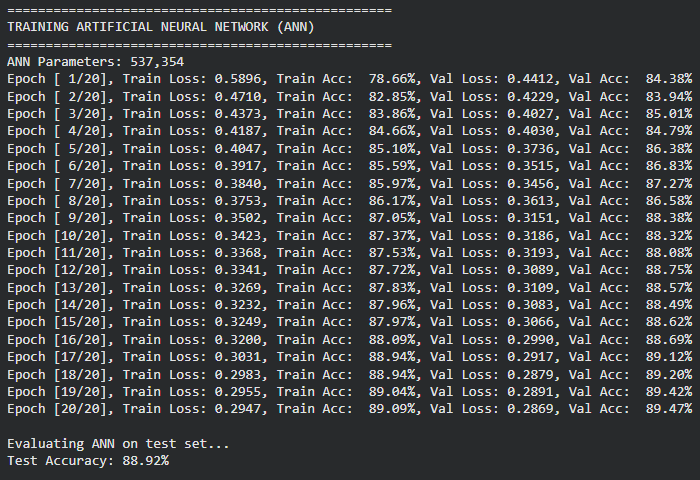 ==================================================
TRAINING ARTIFICIAL NEURAL NETWORK (ANN)
==================================================
ANN Parameters: 537,354
Epoch [ 1/20], Train Loss: 0.5896, Train Acc:  78.66%, Val Loss: 0.4412, Val Acc:  84.38%
Epoch [ 2/20], Train Loss: 0.4710, Train Acc:  82.85%, Val Loss: 0.4229, Val Acc:  83.94%
Epoch [ 3/20], Train Loss: 0.4373, Train Acc:  83.86%, Val Loss: 0.4027, Val Acc:  85.01%
Epoch [ 4/20], Train Loss: 0.4187, Train Acc:  84.66%, Val Loss: 0.4030, Val Acc:  84.79%
Epoch [ 5/20], Train Loss: 0.4047, Train Acc:  85.10%, Val Loss: 0.3736, Val Acc:  86.38%
Epoch [ 6/20], Train Loss: 0.3917, Train Acc:  85.59%, Val Loss: 0.3515, Val Acc:  86.83%
Epoch [ 7/20], Train Loss: 0.3840, Train Acc:  85.97%, Val Loss: 0.3456, Val Acc:  87.27%
Epoch [ 8/20], Train Loss: 0.3753, Train Acc:  86.17%, Val Loss: 0.3613, Val Acc:  86.58%
Epoch [ 9/20], Train Loss: 0.3502, Train Acc:  87.05%, Val Loss: 0.3151, Val Acc:  88.38%
Epoch [10/20], Train Loss: 0.3423, Train Acc:  87.37%, Val Loss: 0.3186, Val Acc:  88.32%
Epoch [11/20], Train Loss: 0.3368, Train Acc:  87.53%, Val Loss: 0.3193, Val Acc:  88.08%
Epoch [12/20], Train Loss: 0.3341, Train Acc:  87.72%, Val Loss: 0.3089, Val Acc:  88.75%
Epoch [13/20], Train Loss: 0.3269, Train Acc:  87.83%, Val Loss: 0.3109, Val Acc:  88.57%
Epoch [14/20], Train Loss: 0.3232, Train Acc:  87.96%, Val Loss: 0.3083, Val Acc:  88.49%
Epoch [15/20], Train Loss: 0.3249, Train Acc:  87.97%, Val Loss: 0.3066, Val Acc:  88.62%
Epoch [16/20], Train Loss: 0.3200, Train Acc:  88.09%, Val Loss: 0.2990, Val Acc:  88.69%
Epoch [17/20], Train Loss: 0.3031, Train Acc:  88.94%, Val Loss: 0.2917, Val Acc:  89.12%
Epoch [18/20], Train Loss: 0.2983, Train Acc:  88.94%, Val Loss: 0.2879, Val Acc:  89.20%
Epoch [19/20], Train Loss: 0.2955, Train Acc:  89.04%, Val Loss: 0.2891, Val Acc:  89.42%
Epoch [20/20], Train Loss: 0.2947, Train Acc:  89.09%, Val Loss: 0.2869, Val Acc:  89.47%
Evaluating ANN on test set...
Test Accuracy: 88.92%